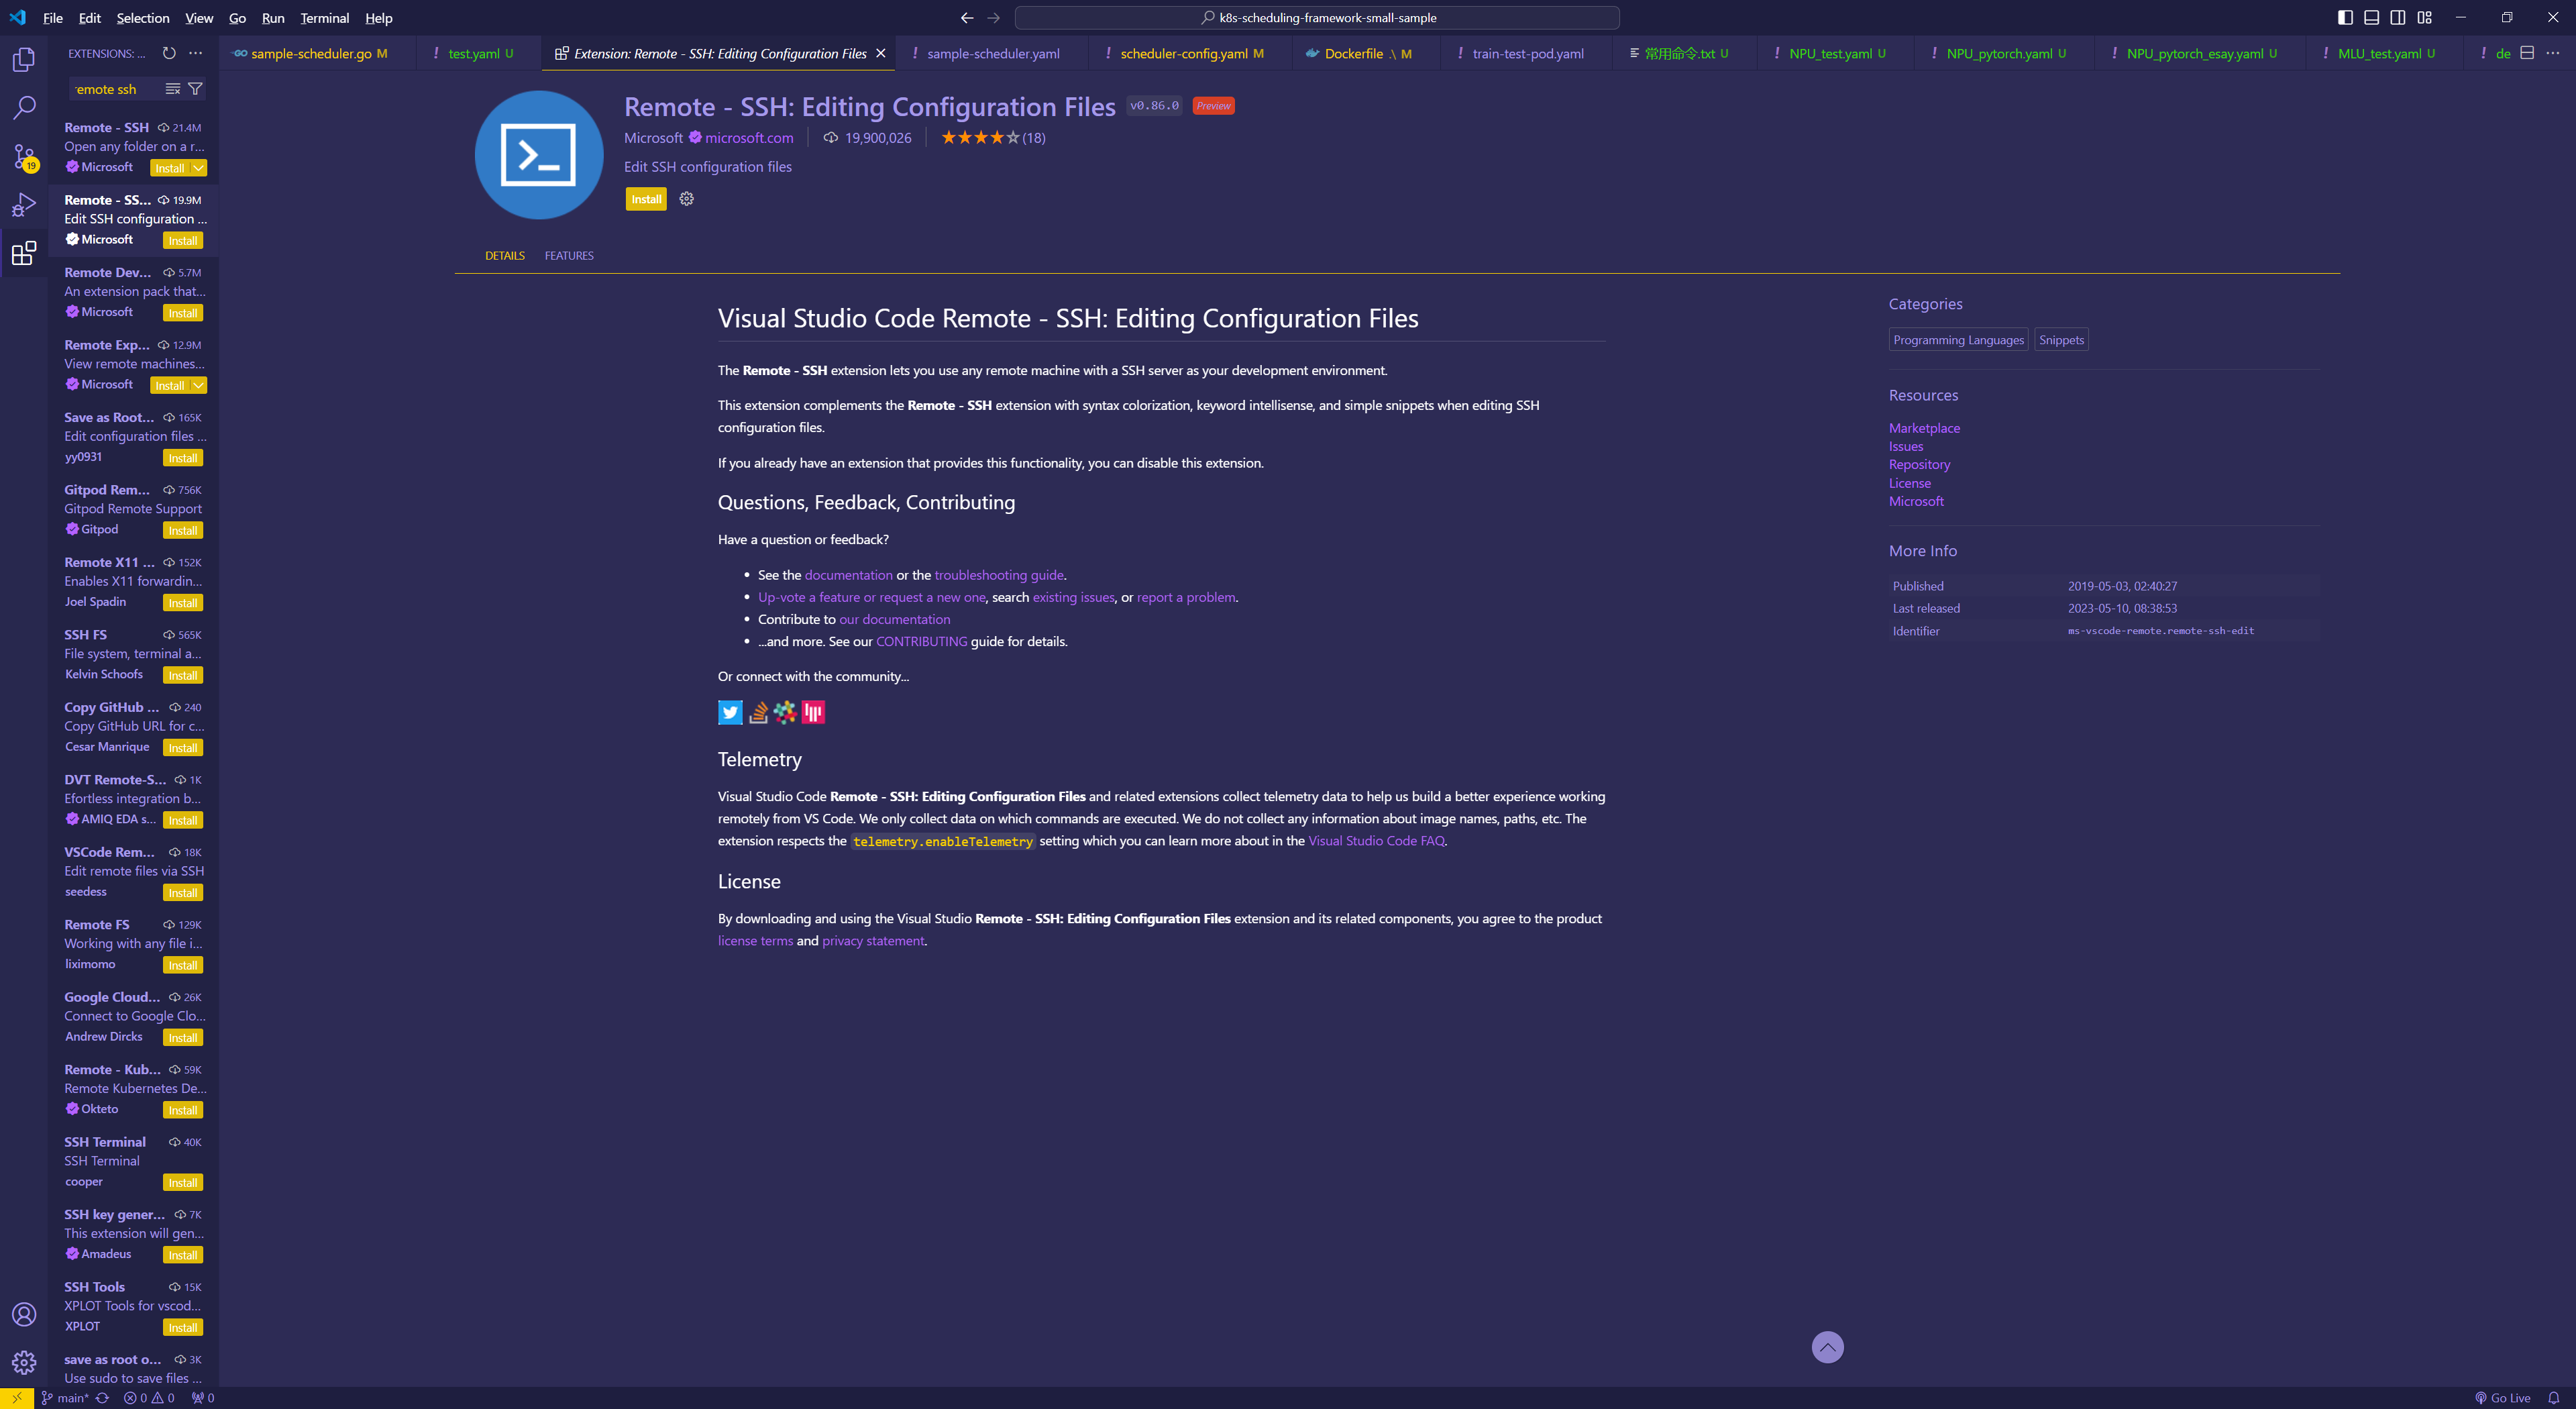 File Edit Selection View Go Run Terminal Help
k8s-scheduling-framework-small-sample
EXTENSIONS: ...
sample-scheduler.go M
test.yaml U
Extension: Remote - SSH: Editing Configuration Files
sample-scheduler.yaml
scheduler-config.yaml M
Dockerfile .\ M
train-test-pod.yaml
常用命令.txt U
NPU_test.yaml U
NPU_pytorch.yaml U
NPU_pytorch_esay.yaml U
MLU_test.yaml U
de
remote ssh
19
Remote - SSH 21.4M
Open any folder on a r...
Microsoft Install
Remote - SS... 19.9M
Edit SSH configuration ...
Microsoft Install
Remote Dev... 5.7M
An extension pack that...
Microsoft Install
Remote Exp... 12.9M
View remote machines...
Microsoft Install
Save as Root... 165K
Edit configuration files ...
yy0931 Install
Gitpod Rem... 756K
Gitpod Remote Support
Gitpod Install
Remote X11 ... 152K
Enables X11 forwardin...
Joel Spadin Install
SSH FS 565K
File system, terminal a...
Kelvin Schoofs Install
Copy GitHub ... 240
Copy GitHub URL for c...
Cesar Manrique Install
DVT Remote-S... 1K
Efortless integration b...
AMIQ EDA s... Install
VSCode Rem... 18K
Edit remote files via SSH
seedess Install
Remote FS 129K
Working with any file i...
liximomo Install
Google Cloud... 26K
Connect to Google Clo...
Andrew Dircks Install
Remote - Kub... 59K
Remote Kubernetes De...
Okteto Install
SSH Terminal 40K
SSH Terminal
cooper Install
SSH key gener... 7K
This extension will gen...
Amadeus Install
SSH Tools 15K
XPLOT Tools for vscod...
XPLOT Install
save as root o... 3K
Use sudo to save files ...
Remote - SSH: Editing Configuration Files v0.86.0 Preview
Microsoft microsoft.com 19,900,026 (18)
Edit SSH configuration files
Install
DETAILS FEATURES
Visual Studio Code Remote - SSH: Editing Configuration Files
The Remote - SSH extension lets you use any remote machine with a SSH server as your development environment.
This extension complements the Remote - SSH extension with syntax colorization, keyword intellisense, and simple snippets when editing SSH
configuration files.
If you already have an extension that provides this functionality, you can disable this extension.
Questions, Feedback, Contributing
Have a question or feedback?
See the documentation or the troubleshooting guide.
Up-vote a feature or request a new one, search existing issues, or report a problem.
Contribute to our documentation
...and more. See our CONTRIBUTING guide for details.
Or connect with the community...
Telemetry
Visual Studio Code Remote - SSH: Editing Configuration Files and related extensions collect telemetry data to help us build a better experience working
remotely from VS Code. We only collect data on which commands are executed. We do not collect any information about image names, paths, etc. The
extension respects the telemetry.enableTelemetry setting which you can learn more about in the Visual Studio Code FAQ.
License
By downloading and using the Visual Studio Remote - SSH: Editing Configuration Files extension and its related components, you agree to the product
license terms and privacy statement.
Categories
Programming Languages Snippets
Resources
Marketplace
Issues
Repository
License
Microsoft
More Info
Published 2019-05-03, 02:40:27
Last released 2023-05-10, 08:38:53
Identifier ms-vscode-remote.remote-ssh-edit
main* 0 0 0
Go Live